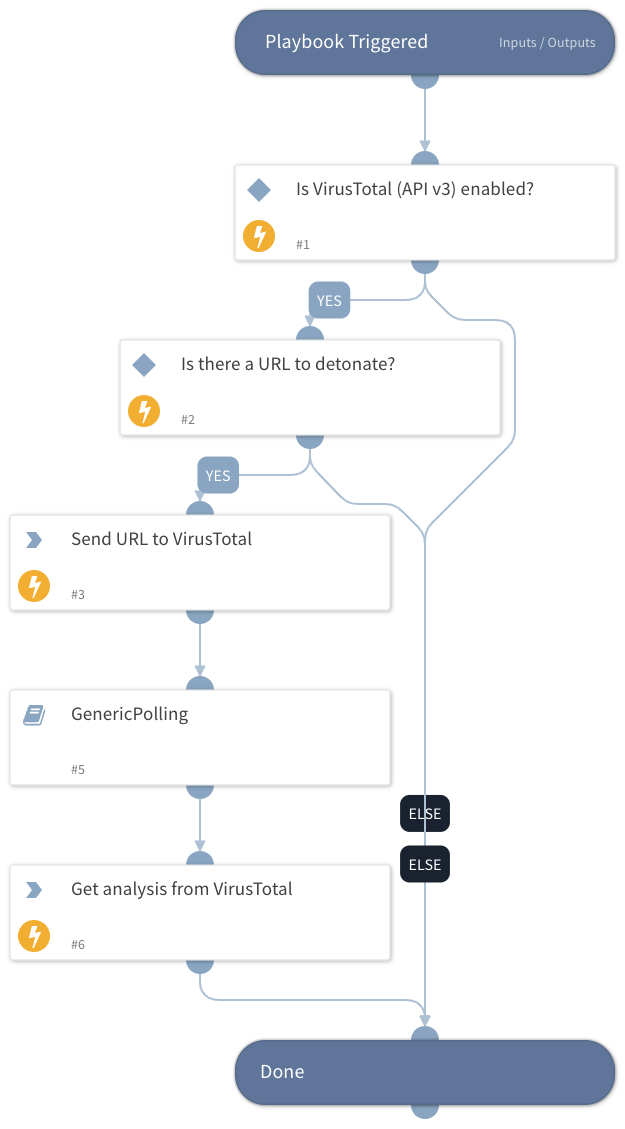 Playbook Triggered Inputs / Outputs
Is VirusTotal (API v3) enabled?
#1
YES
Is there a URL to detonate?
#2
YES
Send URL to VirusTotal
#3
GenericPolling
#5
ELSE
ELSE
Get analysis from VirusTotal
#6
Done